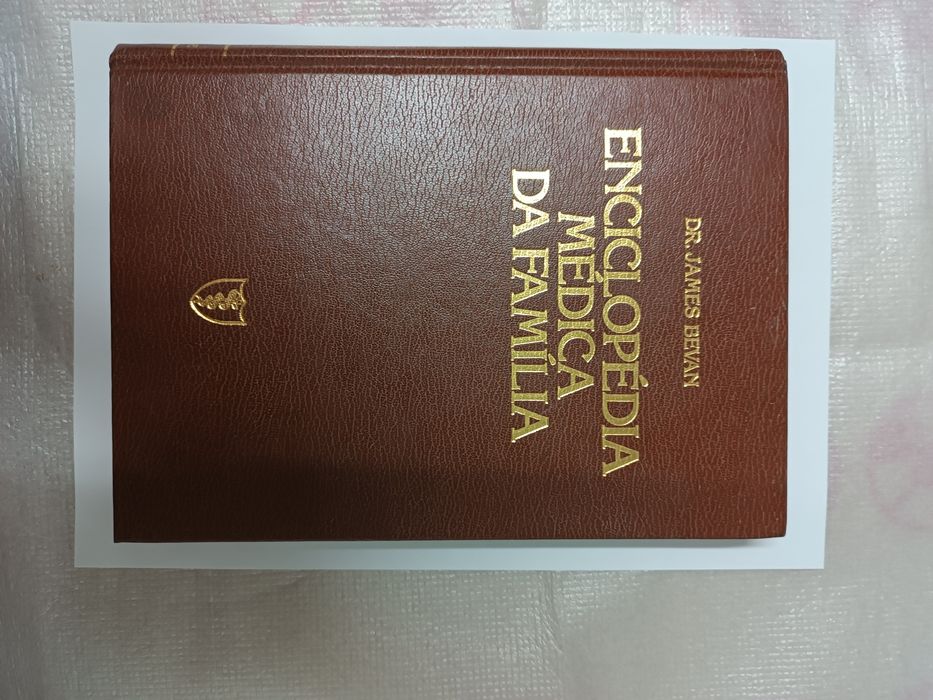 DR. JAMES BEVAN
ENCICLOPÉDIA
MÉDICA
DA FAMÍLIA